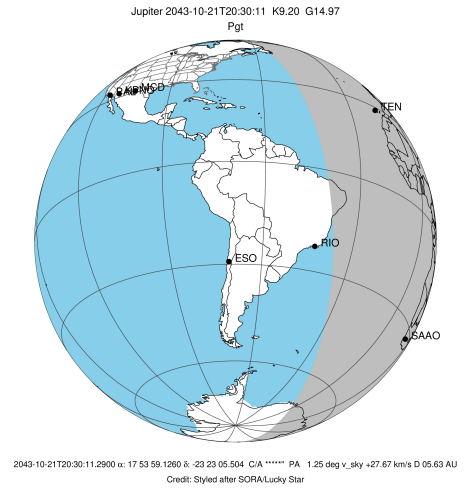 Jupiter 2043-10-21T20:30:11 K9.20 G14.97
Pgt
MCD
TEN
RIO
ESO
SAAO
2043-10-21T20:30:11.2900 α: 17 53 59.1260 δ: -23 23 05.504 C/A *****" PA 1.25 deg v_sky +27.67 km/s D 05.63 AU
Credit: Styled after SORA/Lucky Star